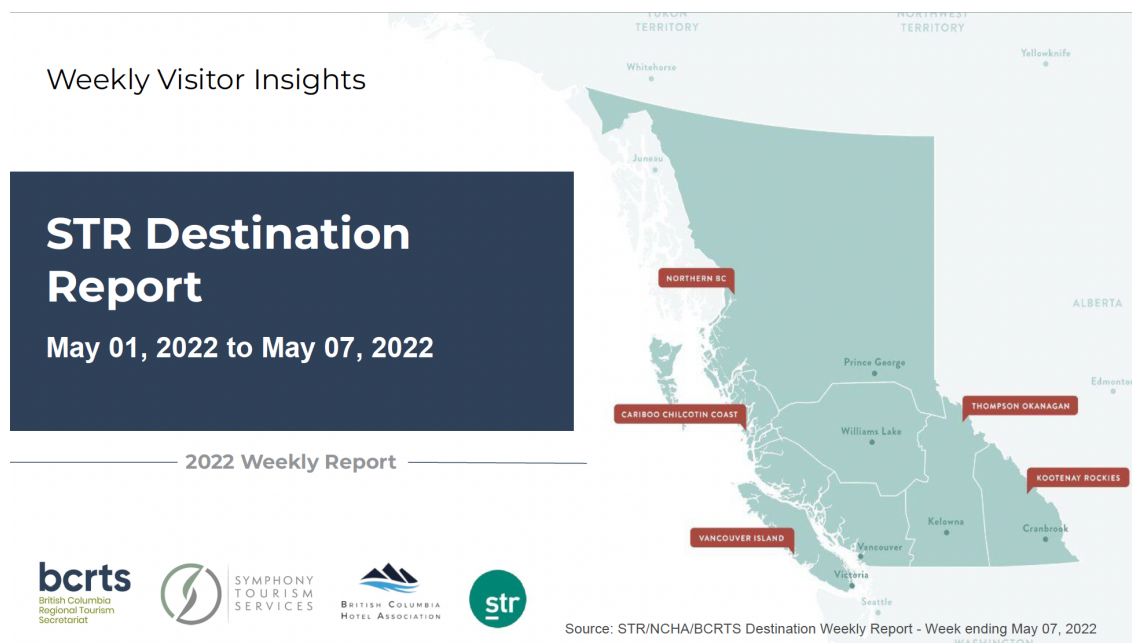 YUKON
TERRITORY
NORTHWEST
TERRITORY
Yellowknife
Whitehorse
Weekly Visitor Insights
Juneau
STR Destination
Report
May 01, 2022 to May 07, 2022
NORTHERN BC
ALBERTA
Prince George
Edmonton
CARIBOO CHILCOTIN COAST
THOMPSON OKANAGAN
Williams Lake
2022 Weekly Report
KOOTENAY ROCKIES
Kelowna
Cranbrook
VANCOUVER ISLAND
Vancouver
Victoria
Seattle
bcrts
British Columbia
Regional Tourism
Secretariat
SYMPHONY
TOURISM
SERVICES
BRITISH COLUMBIA
HOTEL ASSOCIATION
str
Source: STR/NCHA/BCRTS Destination Weekly Report - Week ending May 07, 2022
WASHINGTON